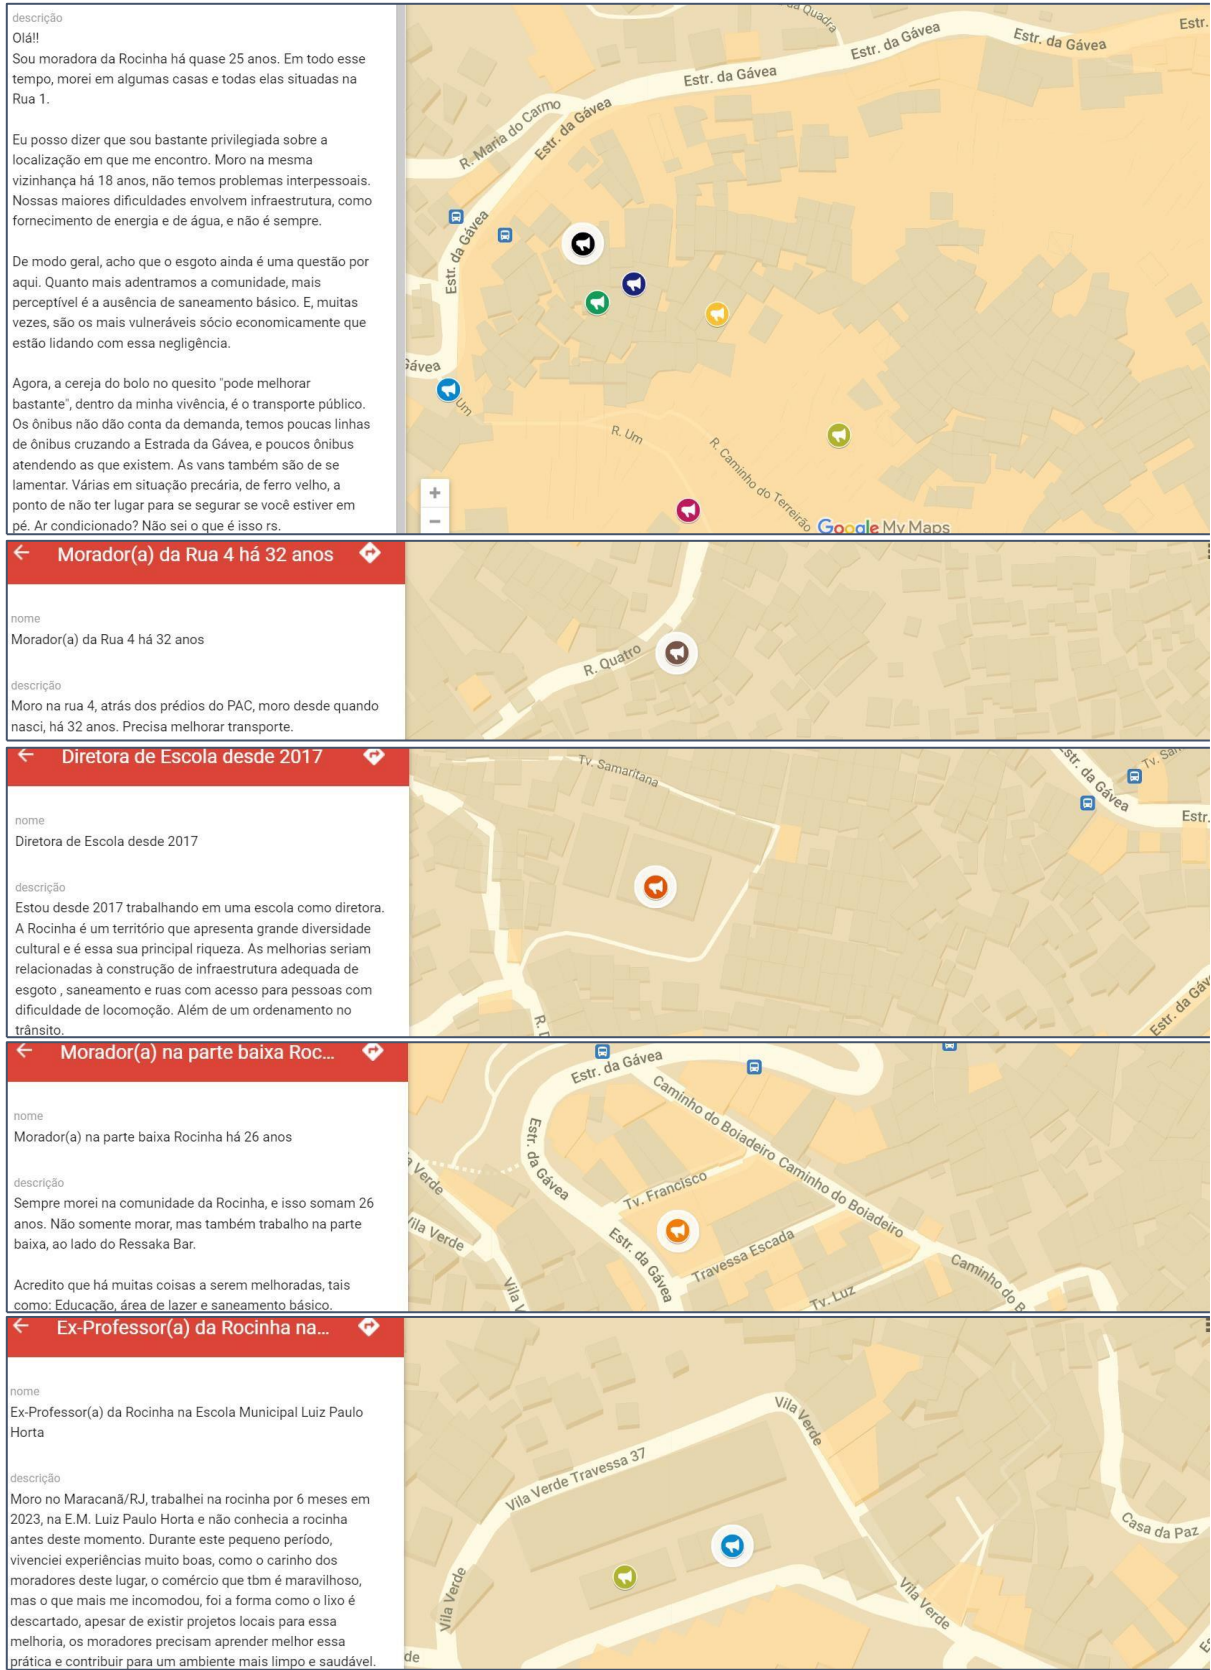 descrição
Olá!!
Sou moradora da Rocinha há quase 25 anos. Em todo esse
tempo, morei em algumas casas e todas elas situadas na
Rua 1.
Eu posso dizer que sou bastante privilegiada sobre a
localização em que me encontro. Moro na mesma
vizinhança há 18 anos, não temos problemas interpessoais.
Nossas maiores dificuldades envolvem infraestrutura, como
fornecimento de energia e de água, e não é sempre.
De modo geral, acho que o esgoto ainda é uma questão por
aqui. Quanto mais adentramos a comunidade, mais
perceptível é a ausência de saneamento básico. E, muitas
vezes, são os mais vulneráveis sócio economicamente que
estão lidando com essa negligência.
Agora, a cereja do bolo no quesito "pode melhorar
bastante", dentro da minha vivência, é o transporte público.
Os ônibus não dão conta da demanda, temos poucas linhas
de ônibus cruzando a Estrada da Gávea, e poucos ônibus
atendendo as que existem. As vans também são de se
lamentar. Várias em situação precária, de ferro velho, a
ponto de não ter lugar para se segurar se você estiver em
pé. Ar condicionado? Não sei o que é isso rs.
da Quadra
Estr. da Gávea
Estr. da Gávea
Estr. da Gávea
Estr.
R. Maria do Carmo
Estr. da Gávea
Estr. da Gávea
Gávea
Um
R. Um
R. Caminho do Terreirão
+
−
Google My Maps
← Morador(a) da Rua 4 há 32 anos
nome
Morador(a) da Rua 4 há 32 anos
descrição
Moro na rua 4, atrás dos prédios do PAC, moro desde quando
nasci, há 32 anos. Precisa melhorar transporte.
R. Quatro
← Diretora de Escola desde 2017
nome
Diretora de Escola desde 2017
descrição
Estou desde 2017 trabalhando em uma escola como diretora.
A Rocinha é um território que apresenta grande diversidade
cultural e é essa sua principal riqueza. As melhorias seriam
relacionadas à construção de infraestrutura adequada de
esgoto , saneamento e ruas com acesso para pessoas com
dificuldade de locomoção. Além de um ordenamento no
trânsito.
Tv. Samaritana
Estr. da Gávea
Tv. Sam
Estr.
R. D
Estr. da Gáv
← Morador(a) na parte baixa Roc...
nome
Morador(a) na parte baixa Rocinha há 26 anos
descrição
Sempre morei na comunidade da Rocinha, e isso somam 26
anos. Não somente morar, mas também trabalho na parte
baixa, ao lado do Ressaka Bar.
Acredito que há muitas coisas a serem melhoradas, tais
como: Educação, área de lazer e saneamento básico.
Estr. da Gávea
Caminho do Boiadeiro
Caminho do Boiadeiro
Estr. da Gávea
Verde
Tv. Francisco
Vila Verde
Estr. da Gávea
Travessa Escada
Caminho do B
Vila V
Tv. Luz
← Ex-Professor(a) da Rocinha na...
nome
Ex-Professor(a) da Rocinha na Escola Municipal Luiz Paulo
Horta
descrição
Moro no Maracanã/RJ, trabalhei na rocinha por 6 meses em
2023, na E.M. Luiz Paulo Horta e não conhecia a rocinha
antes deste momento. Durante este pequeno período,
vivenciei experiências muito boas, como o carinho dos
moradores deste lugar, o comércio que tbm é maravilhoso,
mas o que mais me incomodou, foi a forma como o lixo é
descartado, apesar de existir projetos locais para essa
melhoria, os moradores precisam aprender melhor essa
prática e contribuir para um ambiente mais limpo e saudável.
Vila Verde
Vila Verde Travessa 37
Casa da Paz
Vila Verde
Vila Verde
de
Es